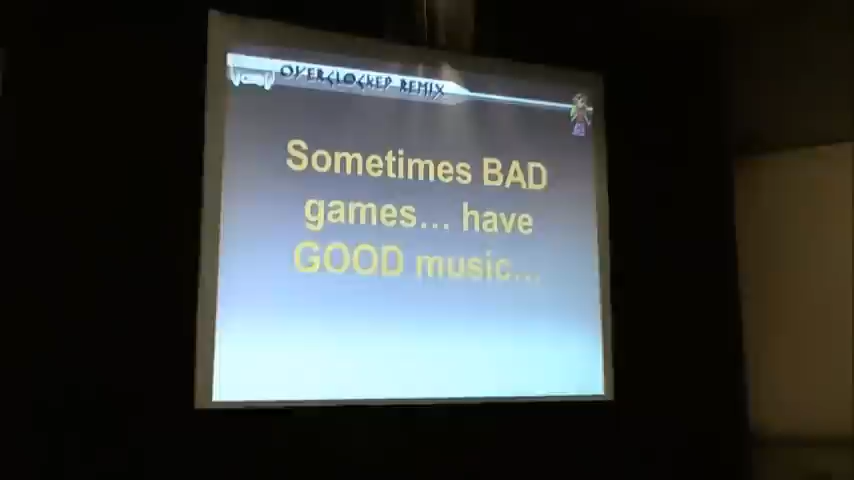 OVERCLOCKED REMIX
Sometimes BAD
games... have
GOOD music...